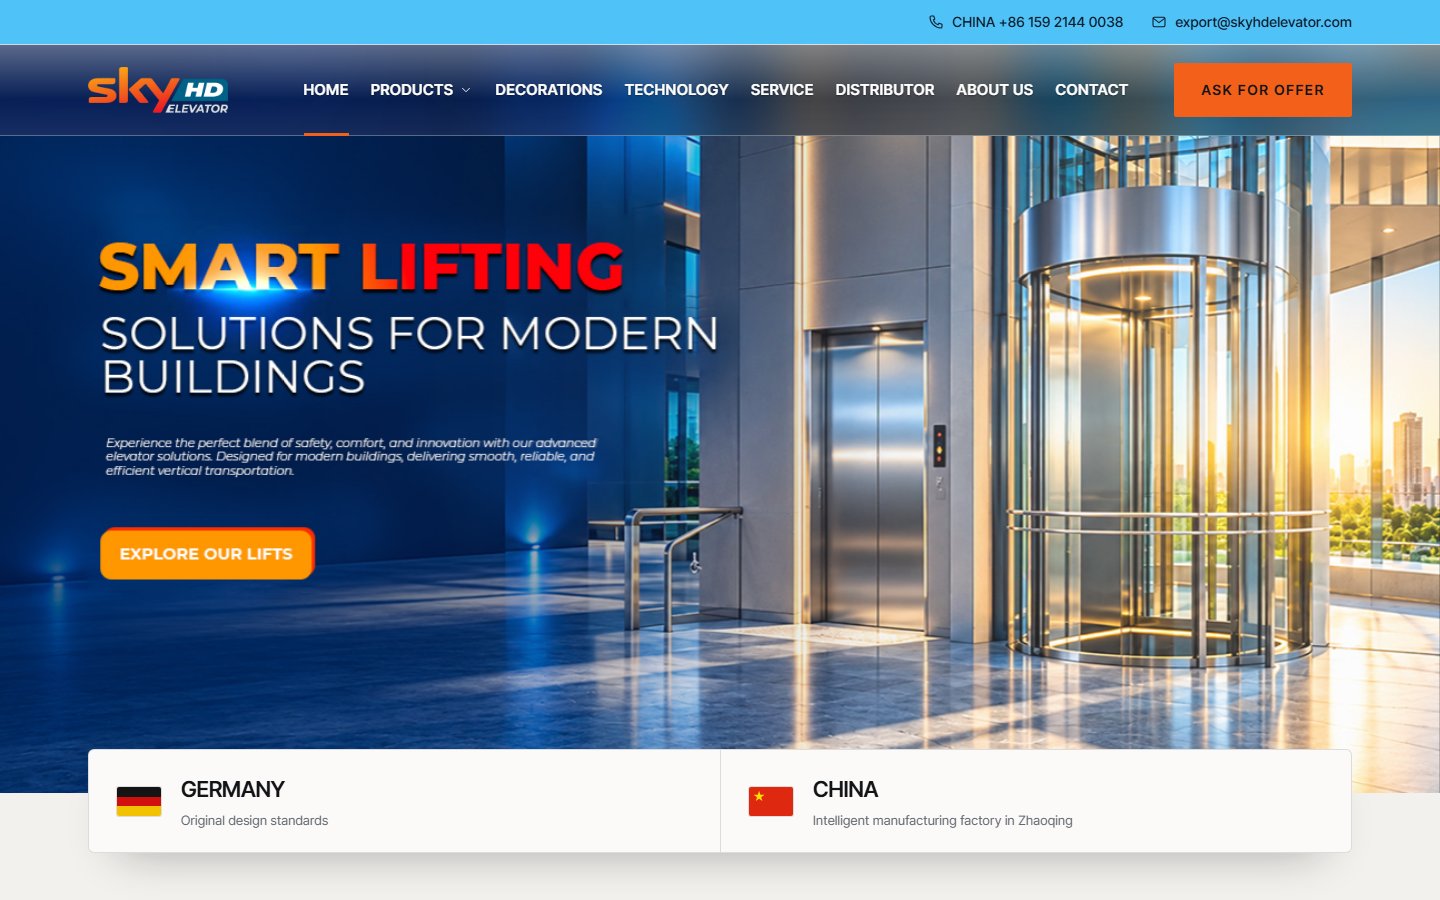 CHINA +86 159 2144 0038
export@skyhdelevator.com
sky HD ELEVATOR
HOME
PRODUCTS
DECORATIONS
TECHNOLOGY
SERVICE
DISTRIBUTOR
ABOUT US
CONTACT
ASK FOR OFFER
SMART LIFTING
SOLUTIONS FOR MODERN
BUILDINGS
Experience the perfect blend of safety, comfort, and innovation with our advanced
elevator solutions. Designed for modern buildings, delivering smooth, reliable, and
efficient vertical transportation.
EXPLORE OUR LIFTS
GERMANY
Original design standards
CHINA
Intelligent manufacturing factory in Zhaoqing